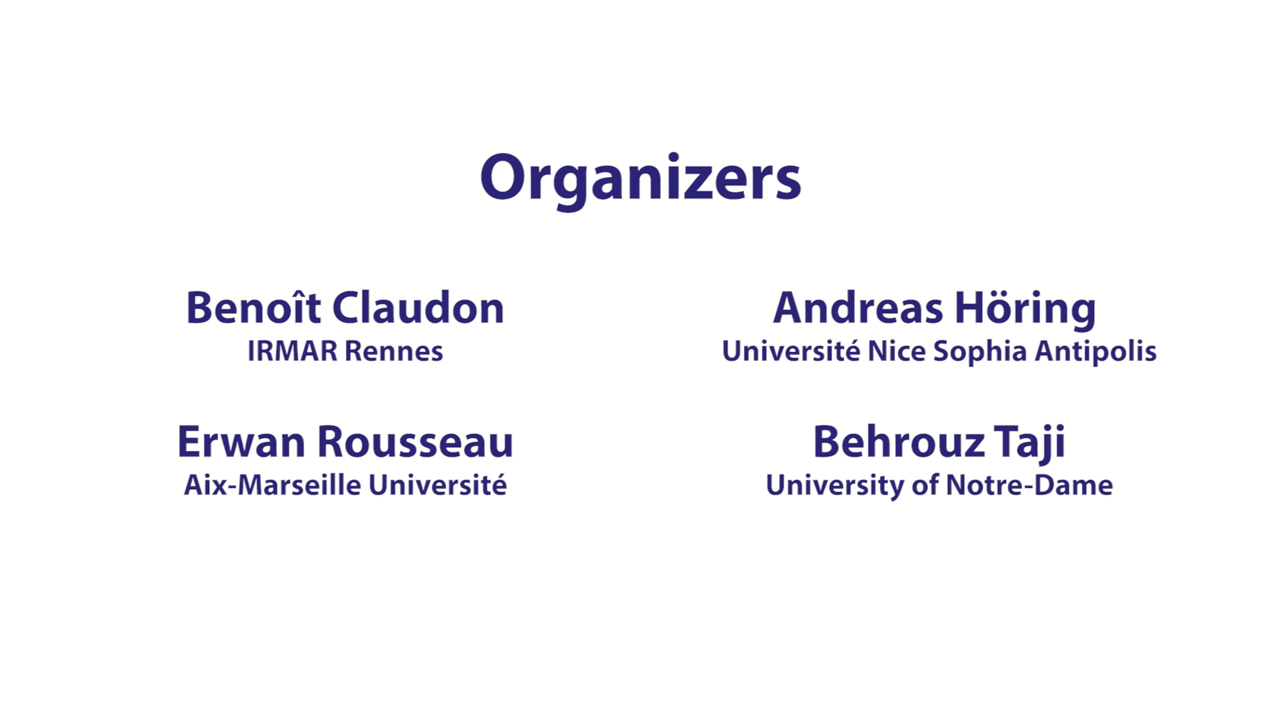 Organizers
Benoît Claudon
IRMAR Rennes
Andreas Höring
Université Nice Sophia Antipolis
Erwan Rousseau
Aix-Marseille Université
Behrouz Taji
University of Notre-Dame